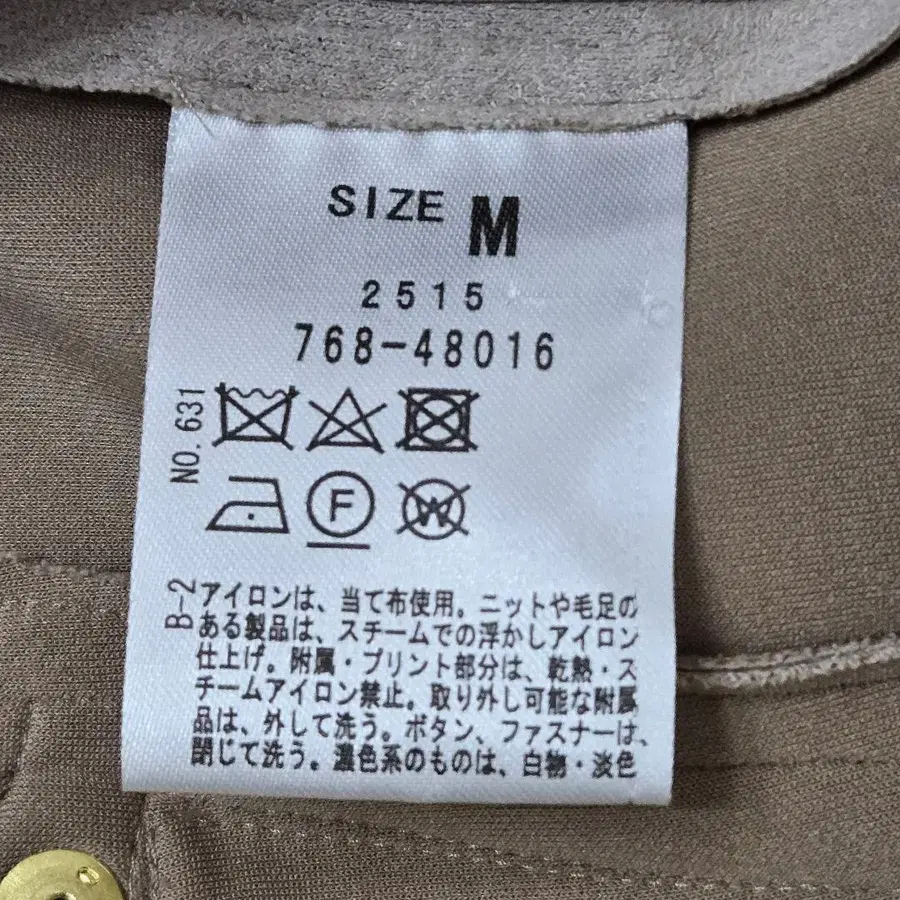 SIZE M
2515
768-48016
NO. 631
F
W
B-2
アイロンは、当て布使用。ニットや毛足の
ある製品は、スチームでの浮かしアイロン
仕上げ。附属・プリント部分は、乾熱・ス
チームアイロン禁止。取り外し可能な附属
品は、外して洗う。ボタン、ファスナーは、
閉じて洗う。濃色系のものは、白物・淡色